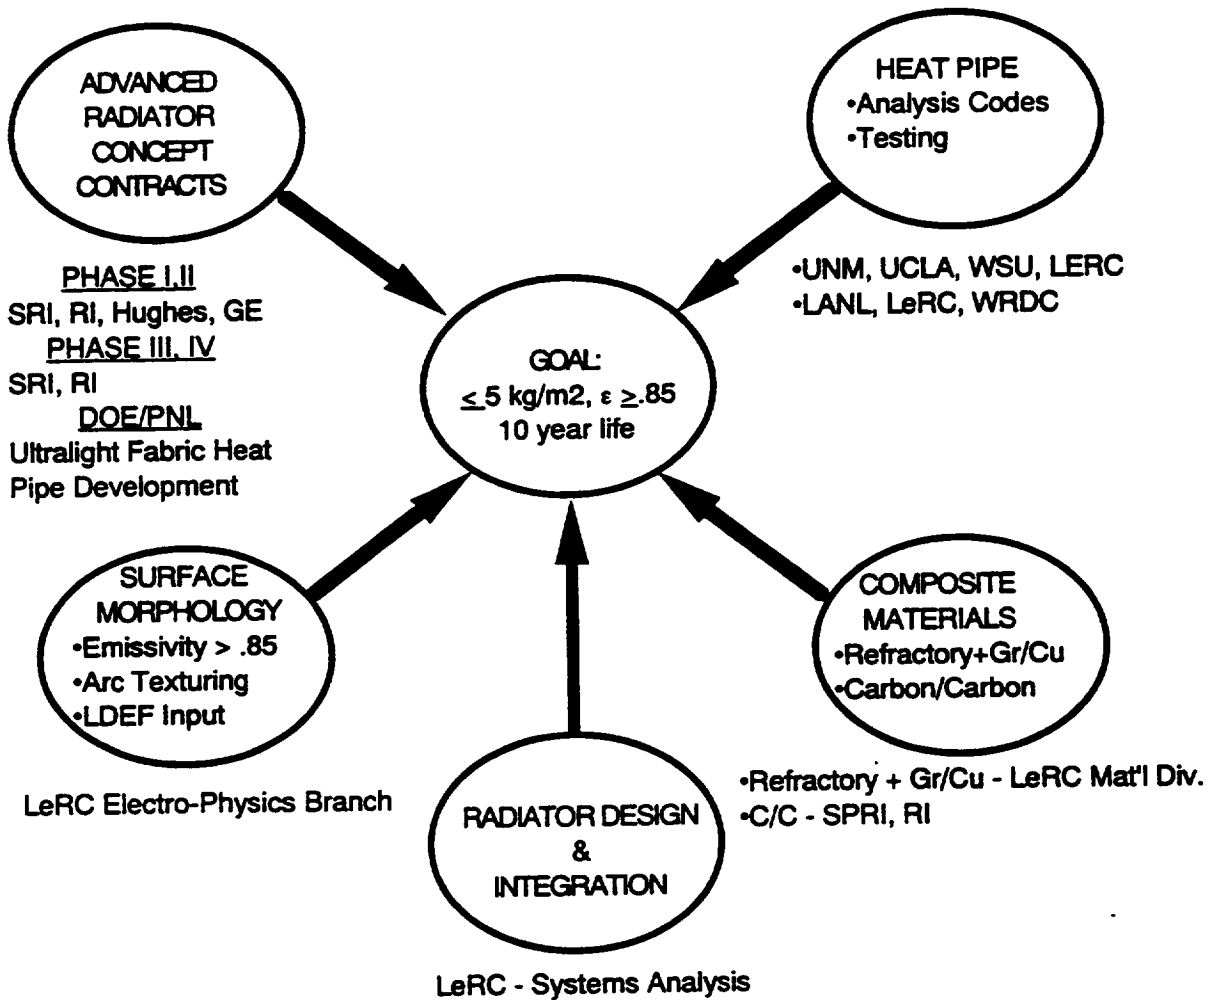 ADVANCED
RADIATOR
CONCEPT
CONTRACTS
PHASE I,II
SRI, RI, Hughes, GE
PHASE III, IV
SRI, RI
DOE/PNL
Ultralight Fabric Heat
Pipe Development
HEAT PIPE
•Analysis Codes
•Testing
•UNM, UCLA, WSU, LERC
•LANL, LeRC, WRDC
GOAL:
≤ 5 kg/m2, ε ≥.85
10 year life
SURFACE
MORPHOLOGY
•Emissivity > .85
•Arc Texturing
•LDEF Input
LeRC Electro-Physics Branch
RADIATOR DESIGN
&
INTEGRATION
LeRC - Systems Analysis
COMPOSITE
MATERIALS
•Refractory+Gr/Cu
•Carbon/Carbon
•Refractory + Gr/Cu - LeRC Mat'l Div.
•C/C - SPRI, RI